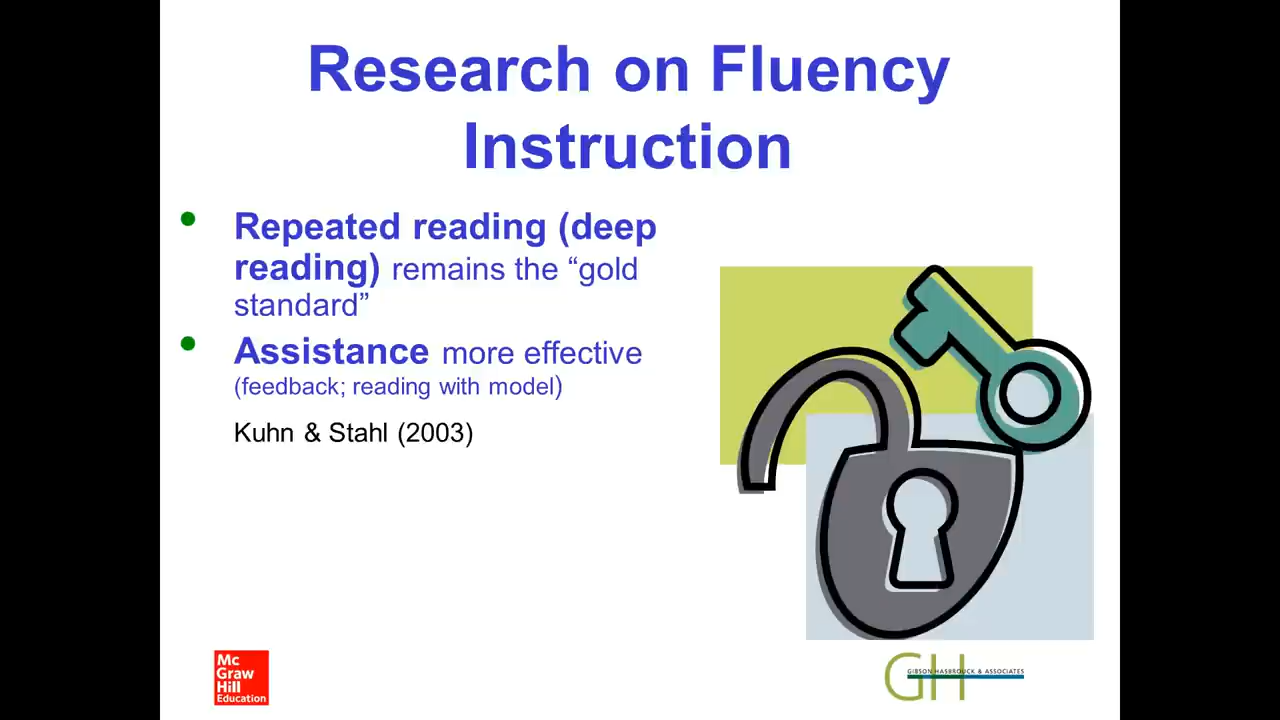 Research on Fluency
Instruction
• Repeated reading (deep
reading) remains the “gold
standard”
• Assistance more effective
(feedback; reading with model)
Kuhn & Stahl (2003)
Mc
Graw
Hill
Education
GH
GIBSON HASBROUCK & ASSOCIATES